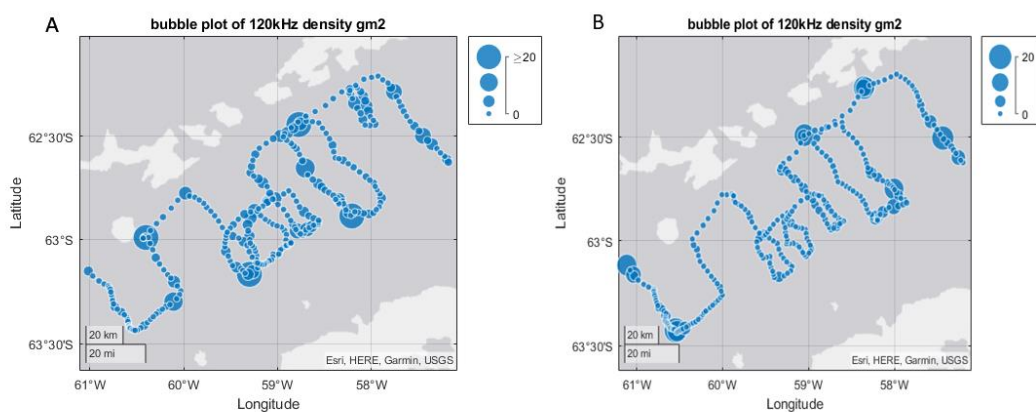 A
bubble plot of 120kHz density gm2
≥20
0
62°30'S
63°S
63°30'S
Latitude
20 km
20 mi
Esri, HERE, Garmin, USGS
61°W
60°W
59°W
58°W
Longitude
B
bubble plot of 120kHz density gm2
20
0
62°30'S
63°S
63°30'S
Latitude
20 km
20 mi
Esri, HERE, Garmin, USGS
61°W
60°W
59°W
58°W
Longitude